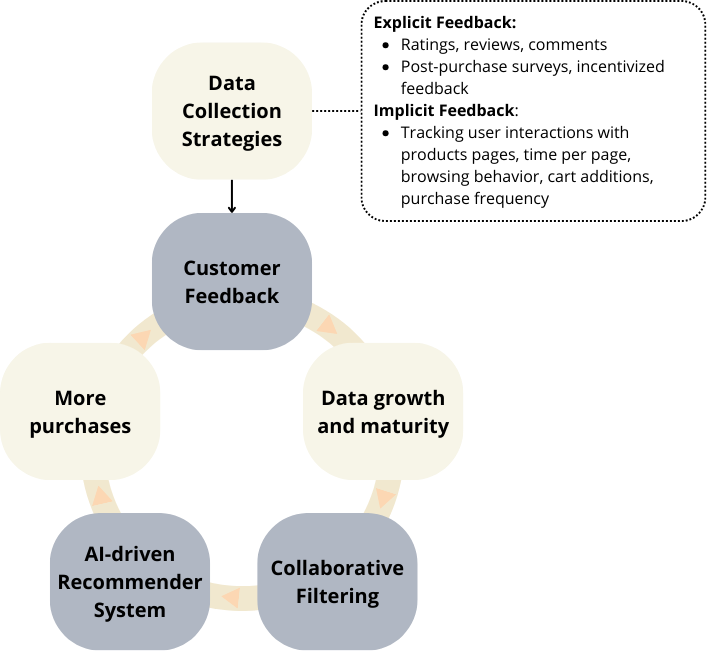 Explicit Feedback:
• Ratings, reviews, comments
• Post-purchase surveys, incentivized
feedback
Implicit Feedback:
• Tracking user interactions with
products pages, time per page,
browsing behavior, cart additions,
purchase frequency
Data
Collection
Strategies
Customer
Feedback
More
purchases
Data growth
and maturity
AI-driven
Recommender
System
Collaborative
Filtering